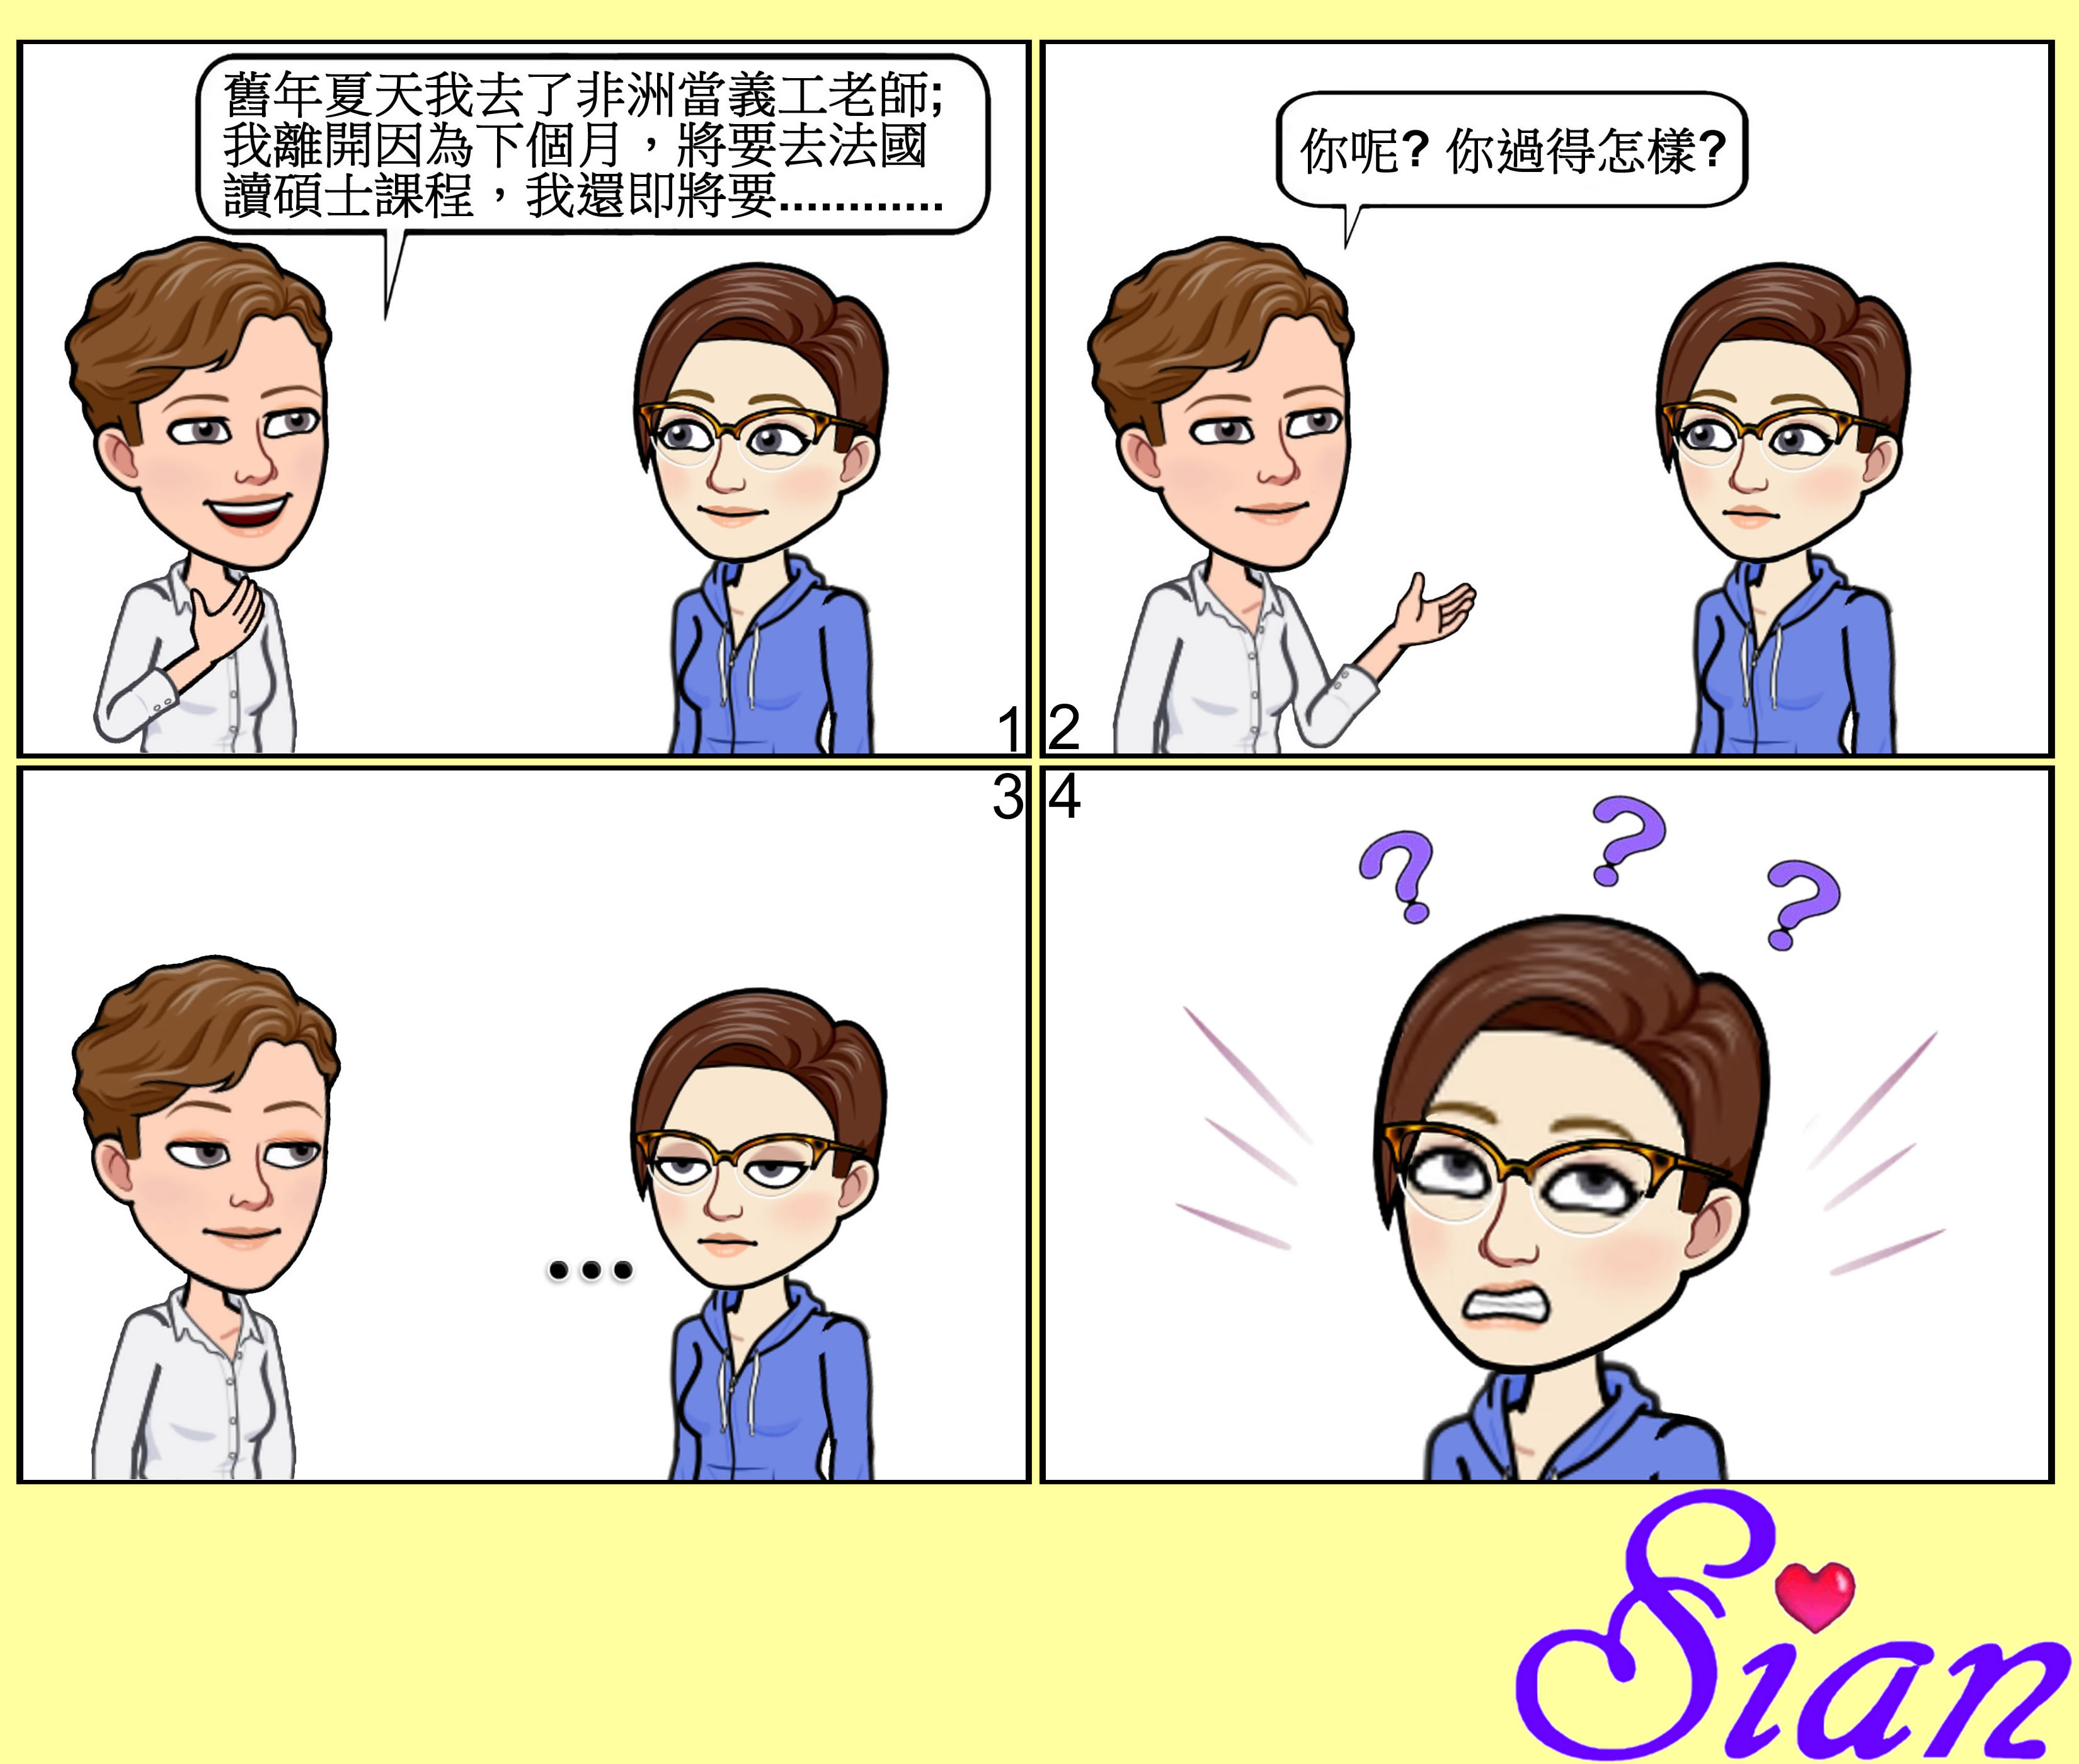 舊年夏天我去了非洲當義工老師;
我離開因為下個月，將要去法國
讀碩士課程，我還即將要............
1
你呢? 你過得怎樣?
2
...
3
4
? ? ?
Sian